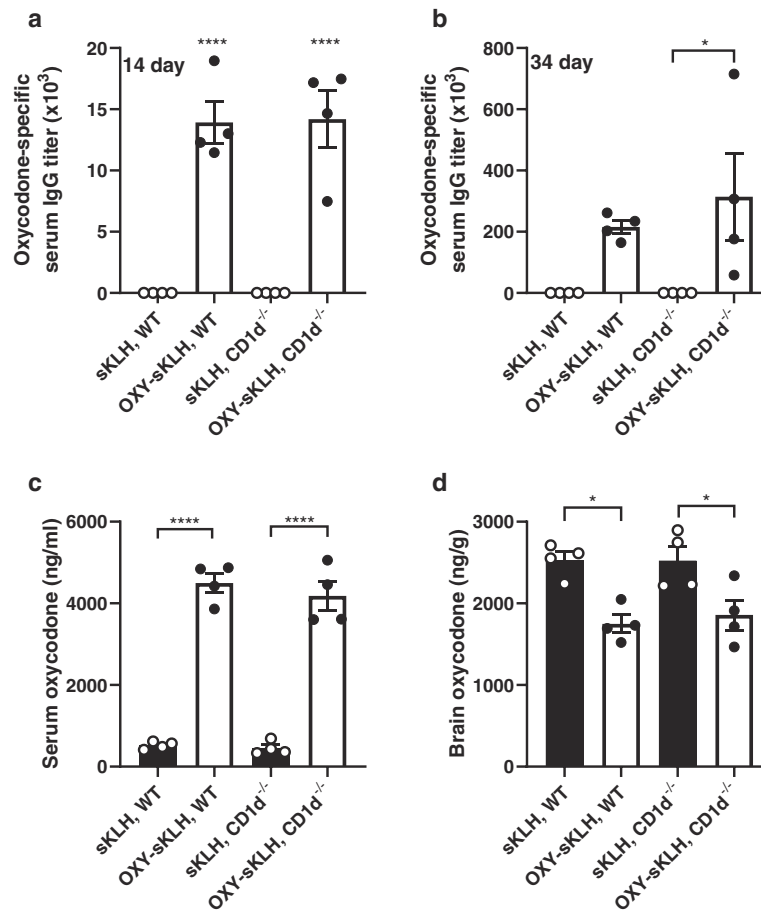 a
Oxycodone-specific
serum IgG titer (x10³)
20
15
10
5
0
14 day
****
****
sKLH, WT
OXY-sKLH, WT
sKLH, CD1d⁻/⁻
OXY-sKLH, CD1d⁻/⁻
b
Oxycodone-specific
serum IgG titer (x10³)
800
600
400
200
0
34 day
*
sKLH, WT
OXY-sKLH, WT
sKLH, CD1d⁻/⁻
OXY-sKLH, CD1d⁻/⁻
c
Serum oxycodone (ng/ml)
6000
4000
2000
0
****
****
sKLH, WT
OXY-sKLH, WT
sKLH, CD1d⁻/⁻
OXY-sKLH, CD1d⁻/⁻
d
Brain oxycodone (ng/g)
3000
2000
1000
0
*
*
sKLH, WT
OXY-sKLH, WT
sKLH, CD1d⁻/⁻
OXY-sKLH, CD1d⁻/⁻